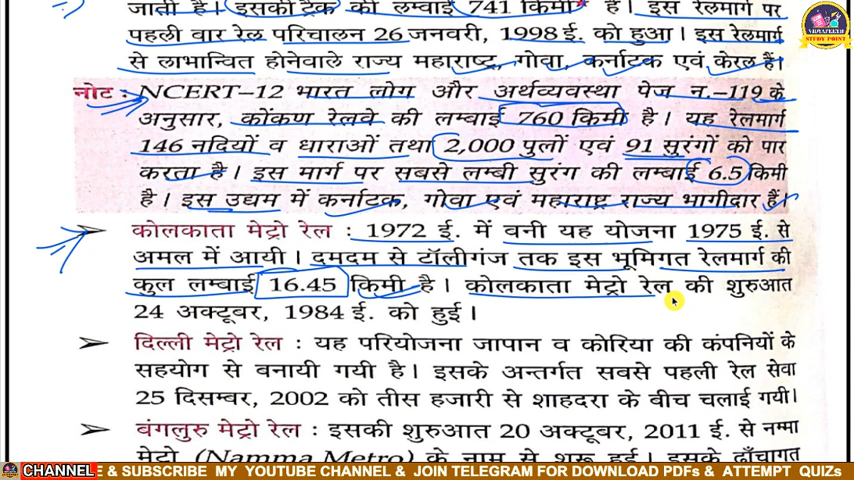 जाती है। इसकी ट्रैक की लम्बाई 741 किमी है। इस रेलमार्ग पर
पहली वार रेल परिचालन 26 जनवरी, 1998 ई. को हुआ। इस रेलमार्ग
से लाभान्वित होनेवाले राज्य महाराष्ट्र, गोवा, कर्नाटक एवं केरल हैं।
नोट : NCERT–12 भारत लोग और अर्थव्यवस्था पेज न.–119 के
अनुसार, कोंकण रेलवे की लम्बाई 760 किमी है। यह रेलमार्ग
146 नदियों व धाराओं तथा 2,000 पुलों एवं 91 सुरंगों को पार
करता है। इस मार्ग पर सबसे लम्बी सुरंग की लम्बाई 6.5 किमी
है। इस उद्यम में कर्नाटक, गोवा एवं महाराष्ट्र राज्य भागीदार हैं।
➢ कोलकाता मेट्रो रेल : 1972 ई. में वनी यह योजना 1975 ई. से
अमल में आयी। दमदम से टॉलीगंज तक इस भूमिगत रेलमार्ग की
कुल लम्बाई 16.45 किमी है। कोलकाता मेट्रो रेल की शुरुआत
24 अक्टूबर, 1984 ई. को हुई।
➢ दिल्ली मेट्रो रेल : यह परियोजना जापान व कोरिया की कंपनियों के
सहयोग से बनायी गयी है। इसके अन्तर्गत सबसे पहली रेल सेवा
25 दिसम्बर, 2002 को तीस हजारी से शाहदरा के बीच चलाई गयी।
➢ बंगलुरु मेट्रो रेल : इसकी शुरुआत 20 अक्टूबर, 2011 ई. से नम्मा
मेट्रो (Namma Metro) के नाम से शुरू हुई। इसके ढाँचागत
VIDYAPEETH
STUDY POINT
CHANNEL E & SUBSCRIBE MY YOUTUBE CHANNEL & JOIN TELEGRAM FOR DOWNLOAD PDFs & ATTEMPT QUIZs